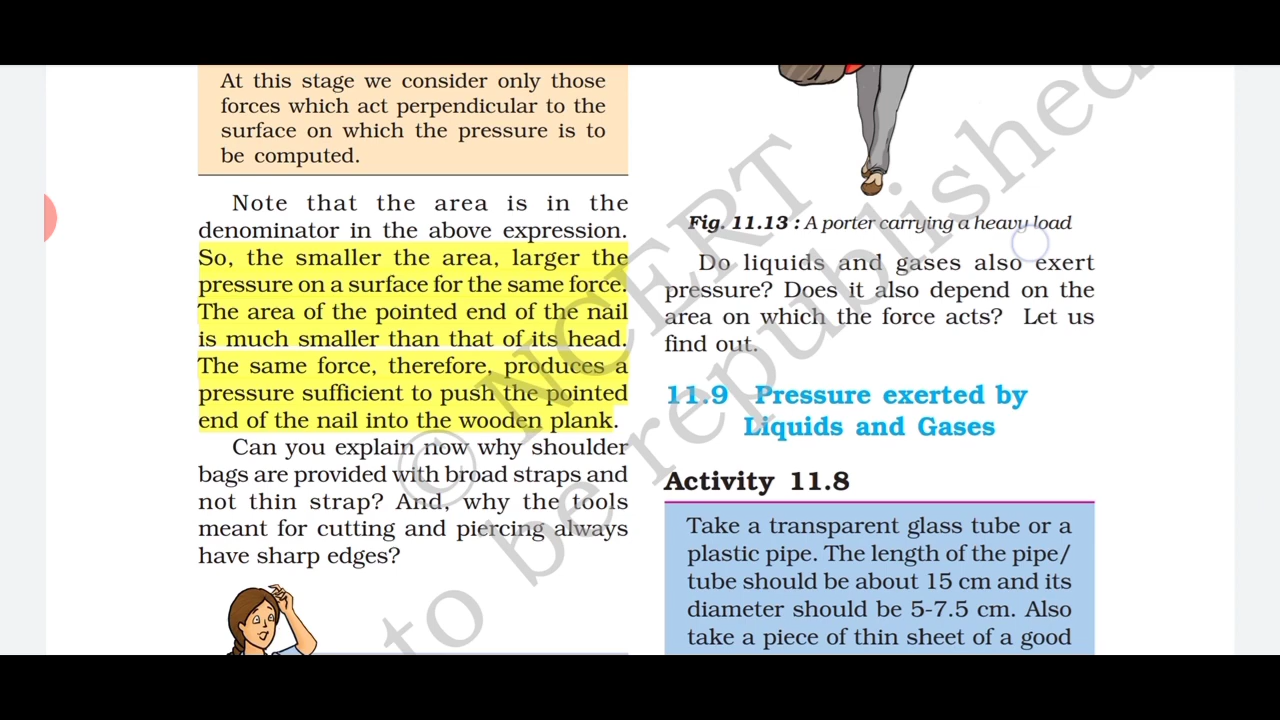 At this stage we consider only those
forces which act perpendicular to the
surface on which the pressure is to
be computed.
Note that the area is in the
denominator in the above expression.
So, the smaller the area, larger the
pressure on a surface for the same force.
The area of the pointed end of the nail
is much smaller than that of its head.
The same force, therefore, produces a
pressure sufficient to push the pointed
end of the nail into the wooden plank.
Can you explain now why shoulder
bags are provided with broad straps and
not thin strap? And, why the tools
meant for cutting and piercing always
have sharp edges?
Fig. 11.13 : A porter carrying a heavy load
Do liquids and gases also exert
pressure? Does it also depend on the
area on which the force acts? Let us
find out.
11.9 Pressure exerted by
Liquids and Gases
Activity 11.8
Take a transparent glass tube or a
plastic pipe. The length of the pipe/
tube should be about 15 cm and its
diameter should be 5-7.5 cm. Also
take a piece of thin sheet of a good
© NCERT
to be republished